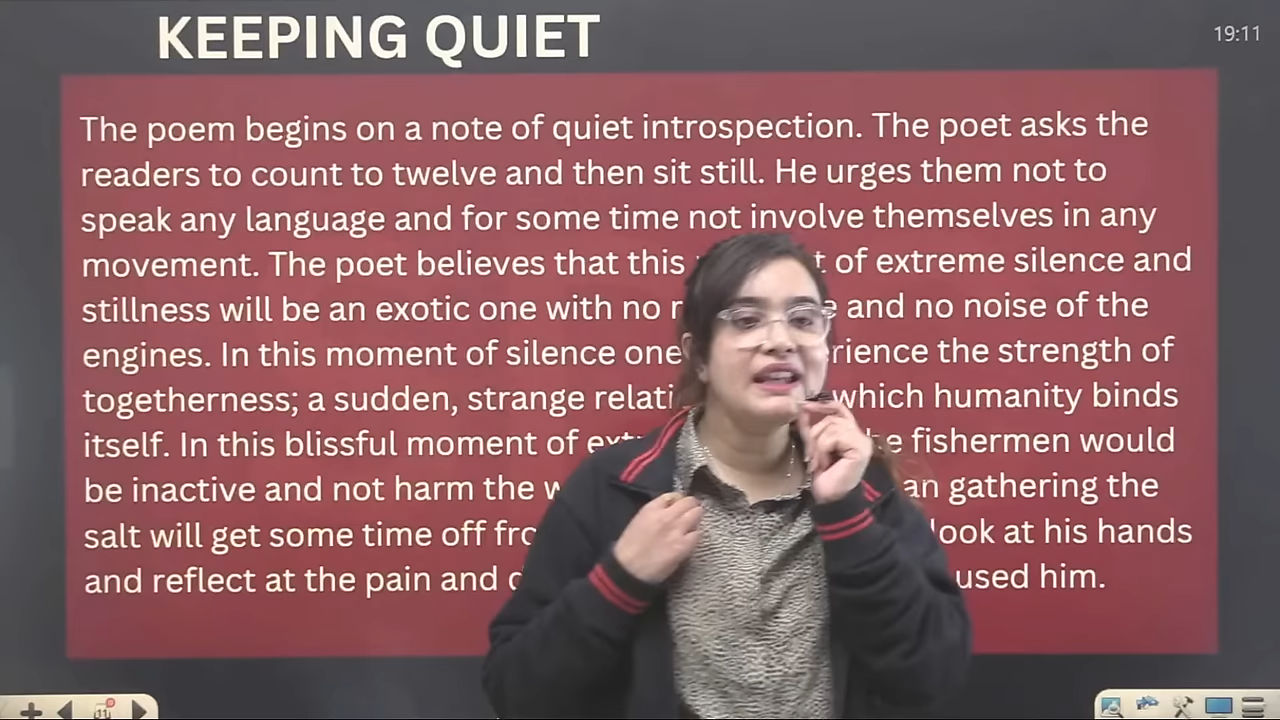 KEEPING QUIET
19:11
The poem begins on a note of quiet introspection. The poet asks the
readers to count to twelve and then sit still. He urges them not to
speak any language and for some time not involve themselves in any
movement. The poet believes that this of extreme silence and
stillness will be an exotic one with no and no noise of the
engines. In this moment of silence one the strength of
togetherness; a sudden, strange which humanity binds
itself. In this blissful moment of fishermen would
be inactive and not harm the gathering the
salt will get some time off look at his hands
and reflect at the pain and used him.
11